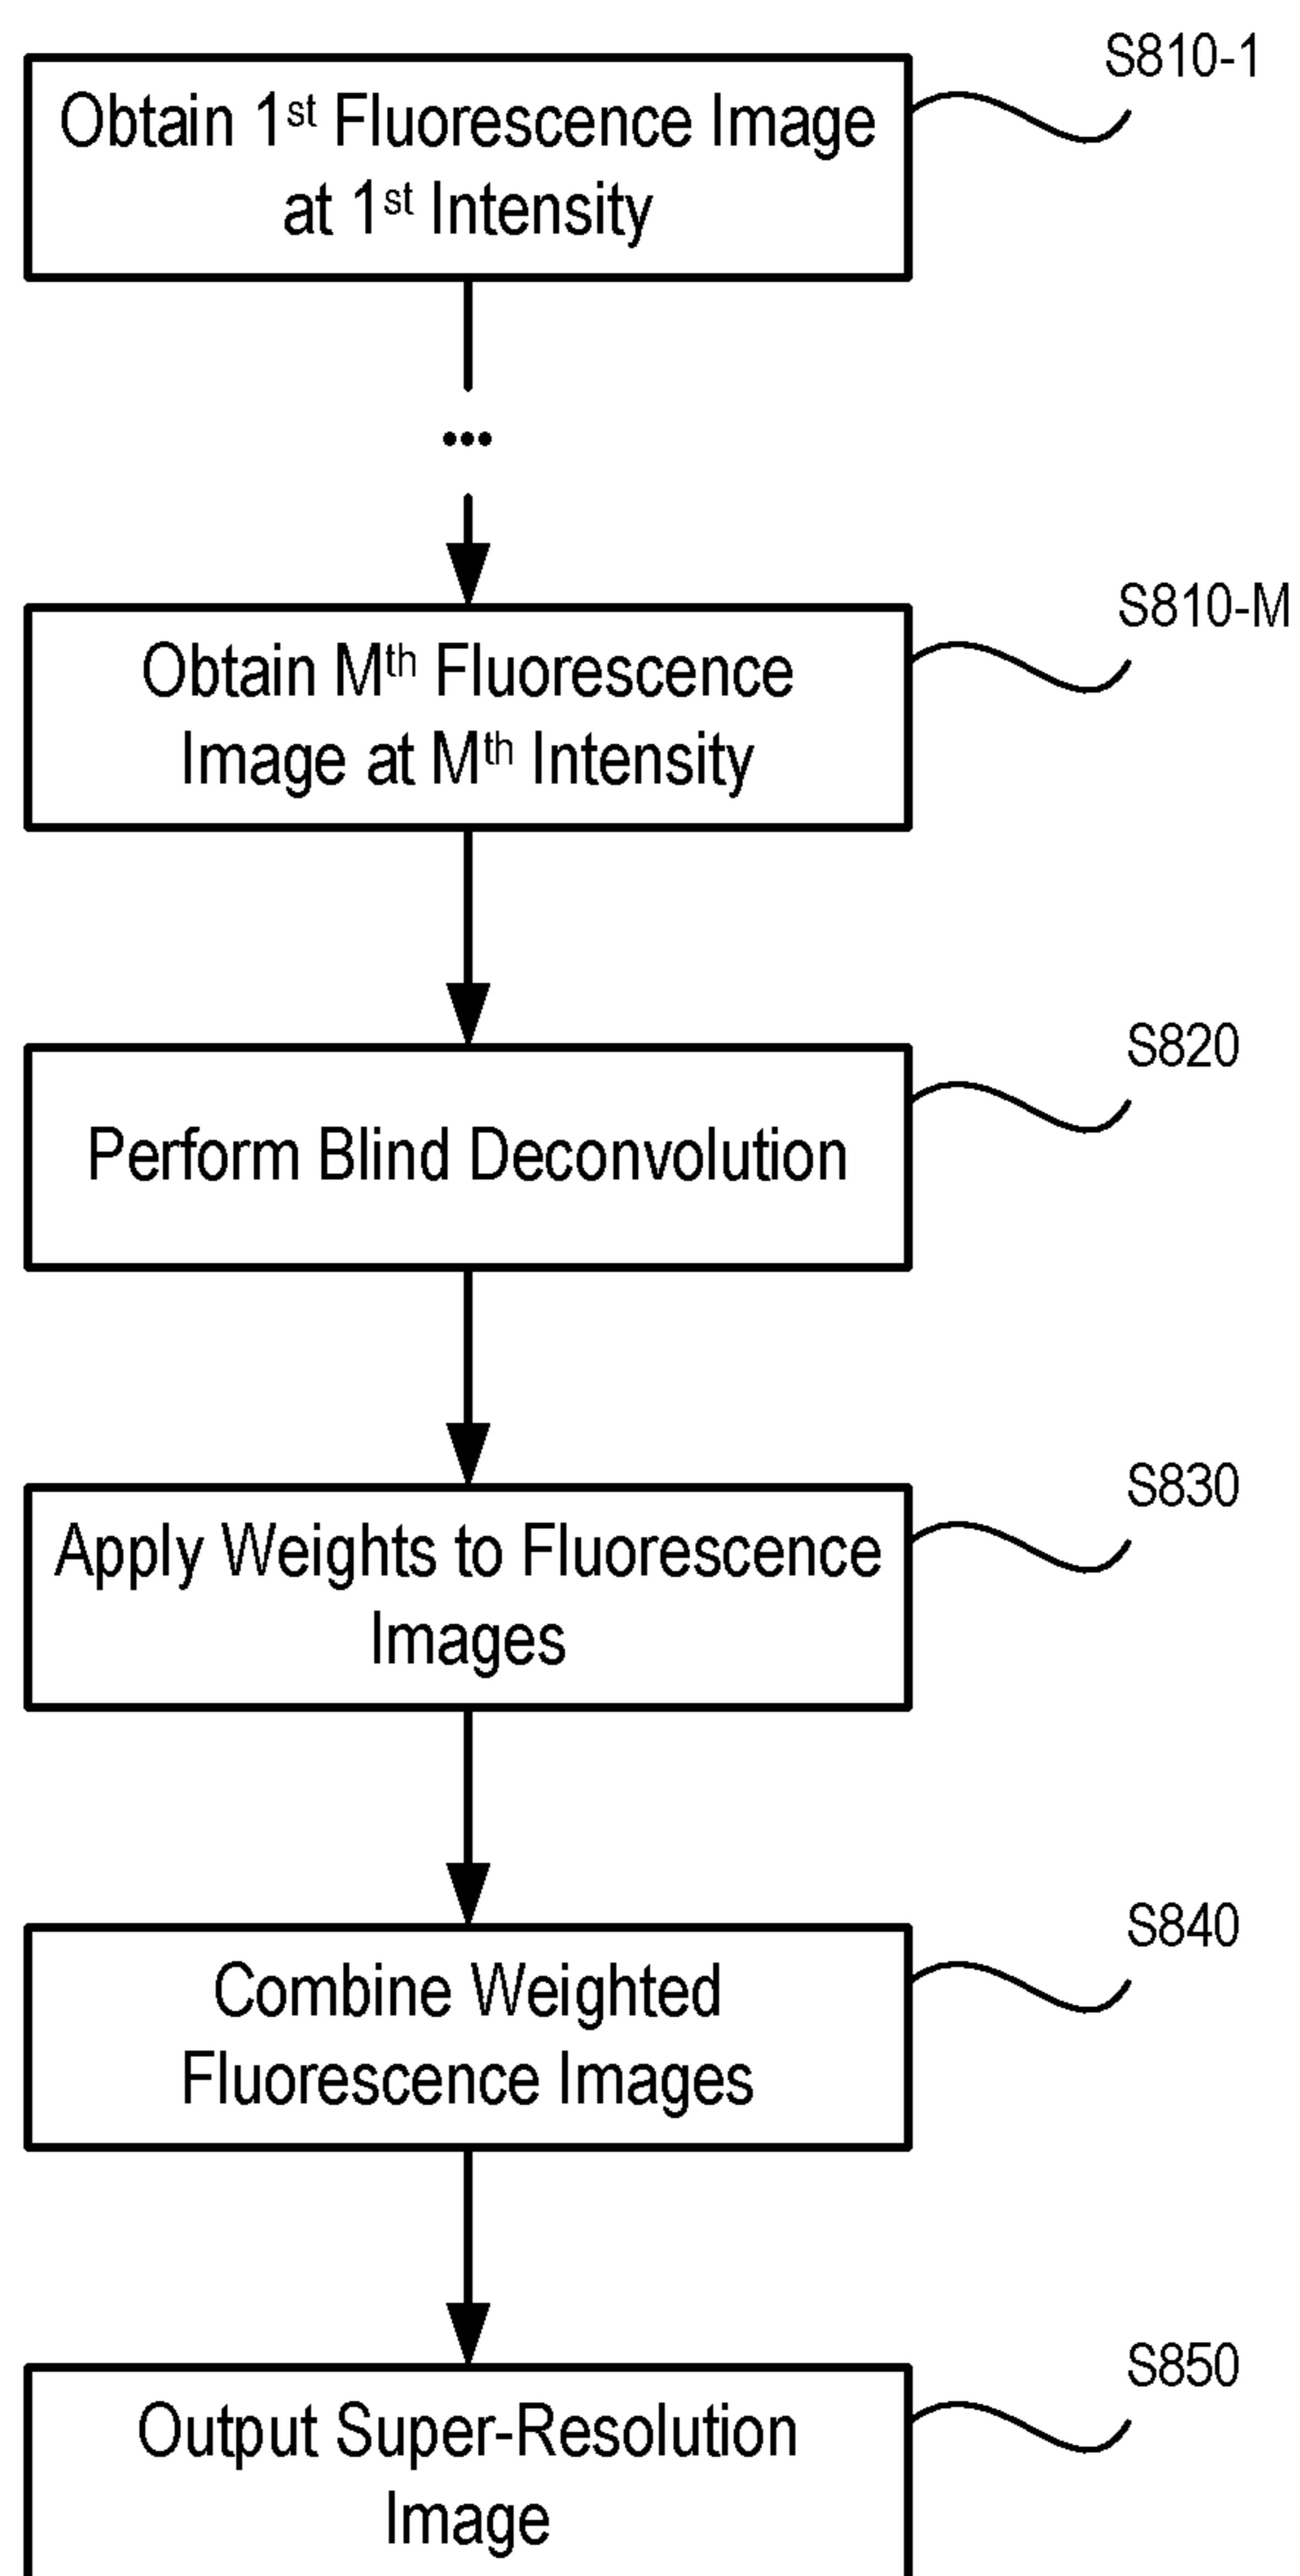 S810-1
Obtain 1st Fluorescence Image
at 1st Intensity
...
S810-M
Obtain Mth Fluorescence
Image at Mth Intensity
S820
Perform Blind Deconvolution
S830
Apply Weights to Fluorescence
Images
S840
Combine Weighted
Fluorescence Images
S850
Output Super-Resolution
Image